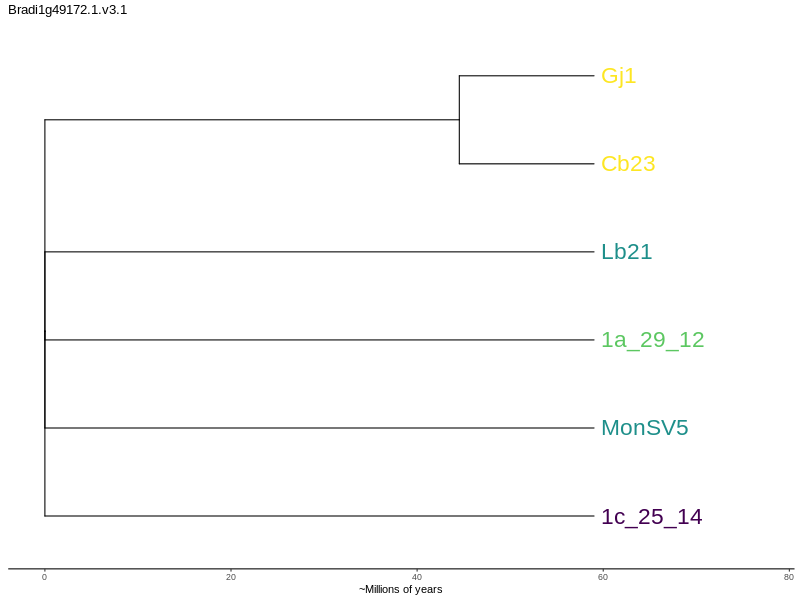 Bradi1g49172.1.v3.1
Gj1
Cb23
Lb21
1a_29_12
MonSV5
1c_25_14
0 20 40 60 80
~Millions of years